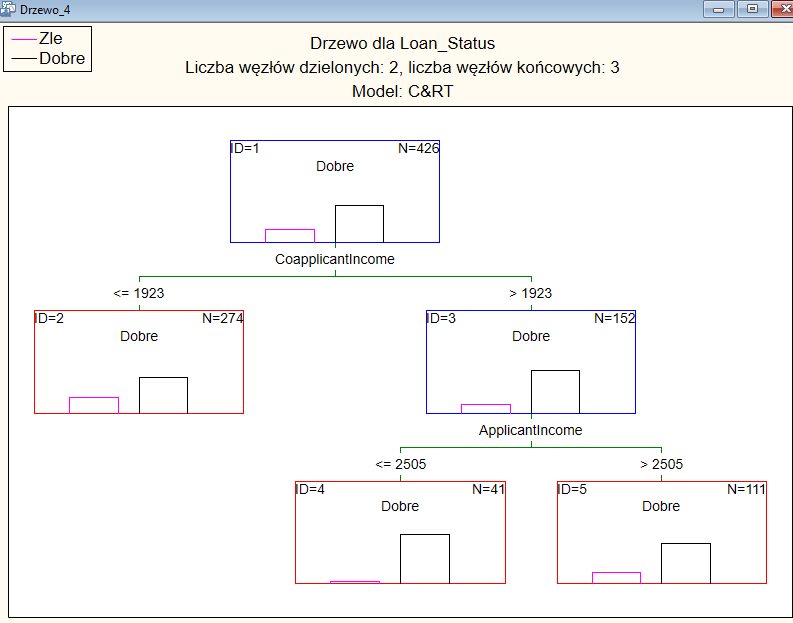 Drzewo_4
Zle
Dobre
Drzewo dla Loan_Status
Liczba węzłów dzielonych: 2, liczba węzłów końcowych: 3
Model: C&RT
ID=1 N=426
Dobre
CoapplicantIncome
<= 1923 > 1923
ID=2 N=274 ID=3 N=152
Dobre Dobre
ApplicantIncome
<= 2505 > 2505
ID=4 N=41 ID=5 N=111
Dobre Dobre